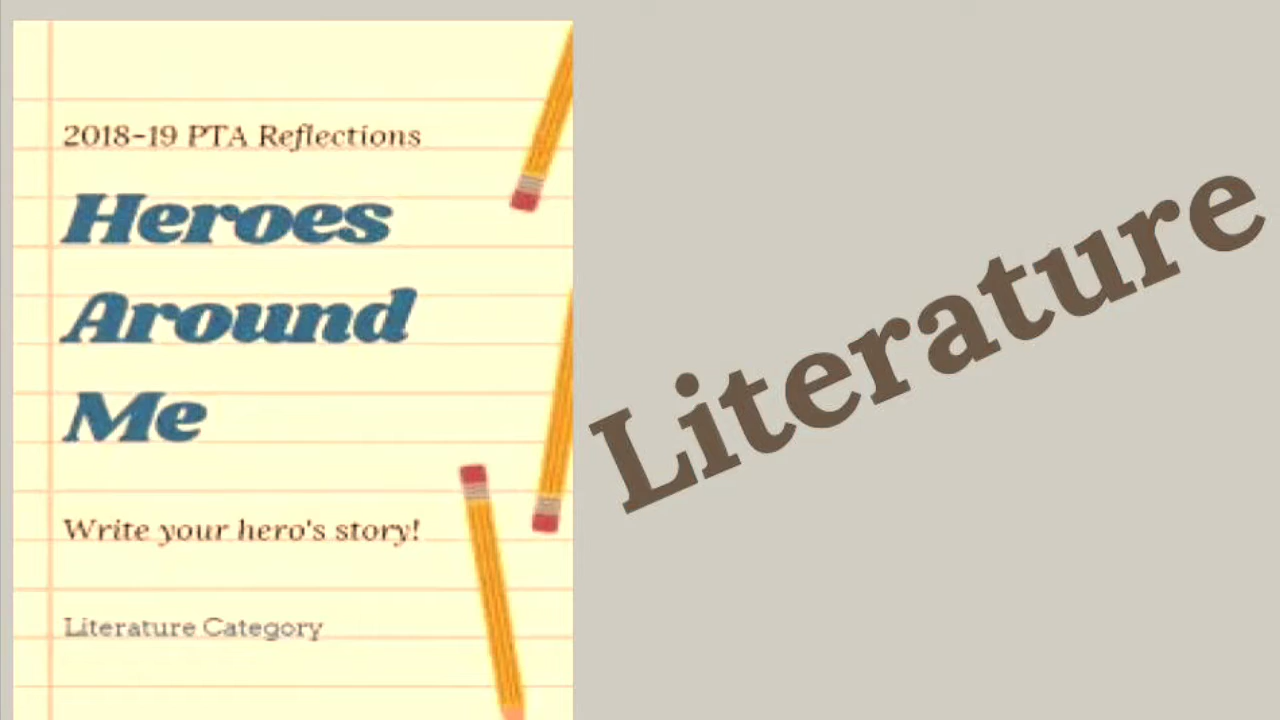 2018-19 PTA Reflections
Heroes
Around
Me
Write your hero's story!
Literature Category
Literature